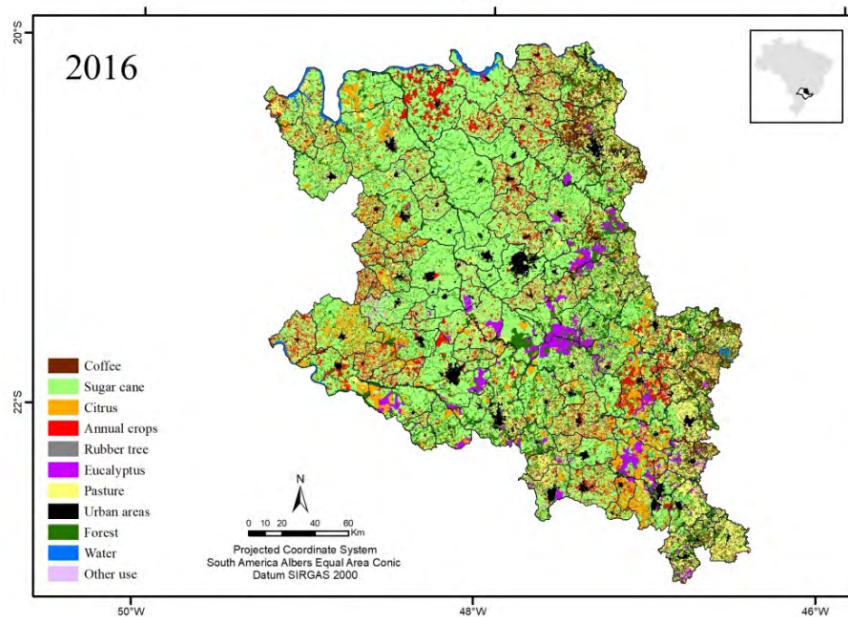 20°S
2016
22°S
Coffee
Sugar cane
Citrus
Annual crops
Rubber tree
Eucalyptus
Pasture
Urban areas
Forest
Water
Other use
N
0 10 20 40 60
Km
Projected Coordinate System
South America Albers Equal Area Conic
Datum SIRGAS 2000
50°W 48°W 46°W